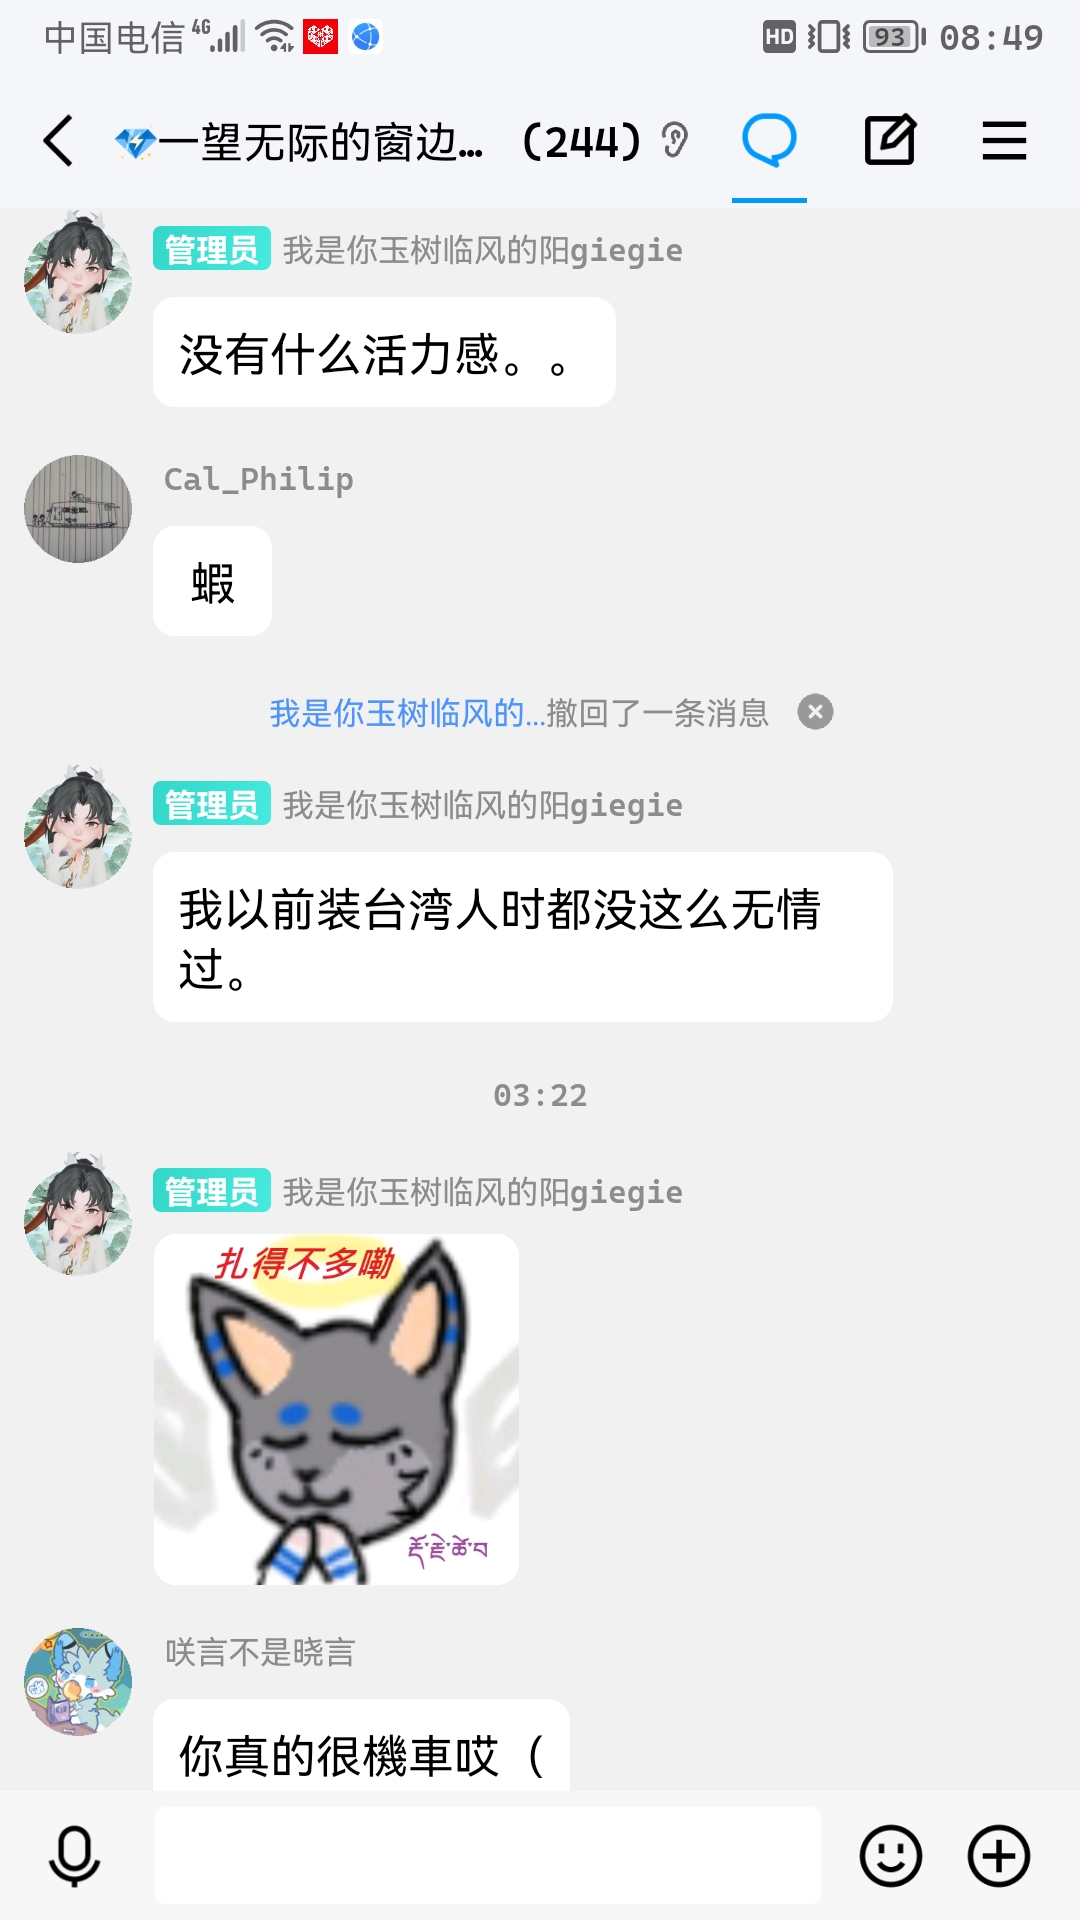 中国电信 4G HD 93 08:49
💎一望无际的窗边... (244)
管理员 我是你玉树临风的阳giegie
没有什么活力感。。
Cal_Philip
蝦
我是你玉树临风的...撤回了一条消息
管理员 我是你玉树临风的阳giegie
我以前装台湾人时都没这么无情
过。
03:22
管理员 我是你玉树临风的阳giegie
扎得不多嘞
咲言不是晓言
你真的很機車哎（